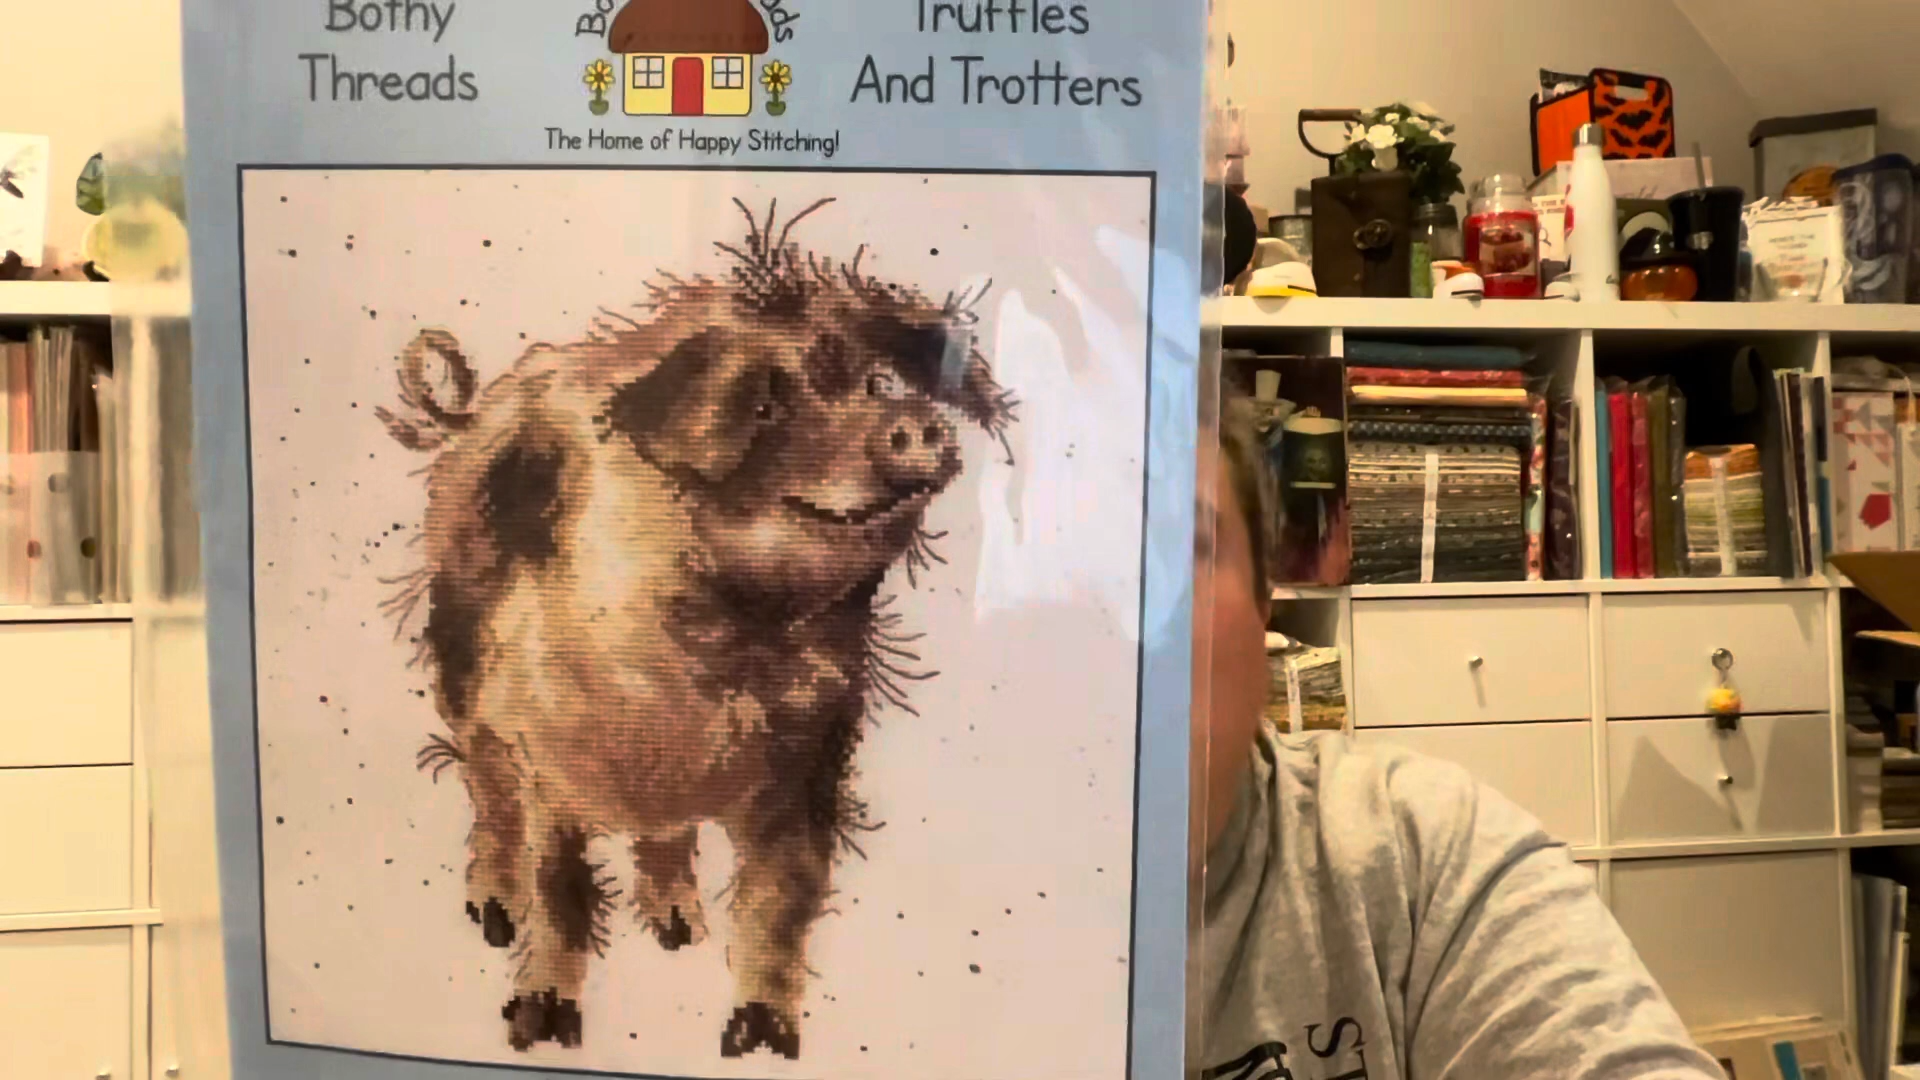 Bothy
Threads
The Home of Happy Stitching!
Truffles
And Trotters